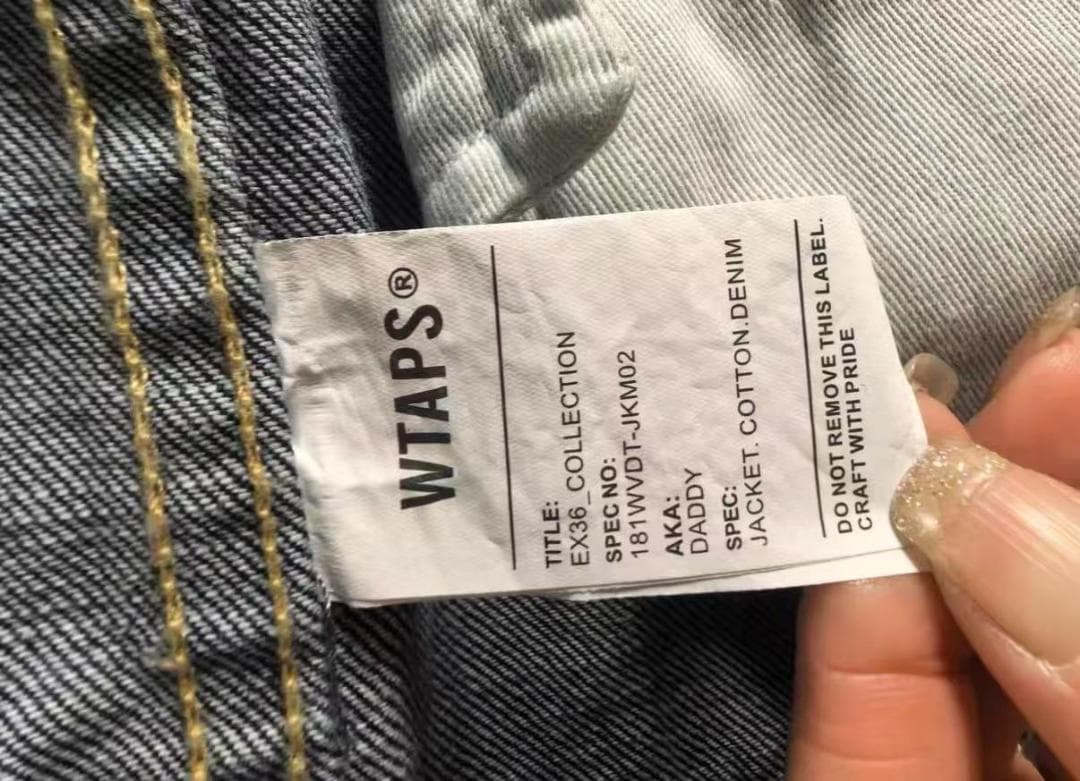 WTAPS®
TITLE:
EX36_COLLECTION
SPEC NO:
181WVDT-JKM02
AKA:
DADDY
SPEC:
JACKET. COTTON.DENIM
DO NOT REMOVE THIS LABEL.
CRAFT WITH PRIDE